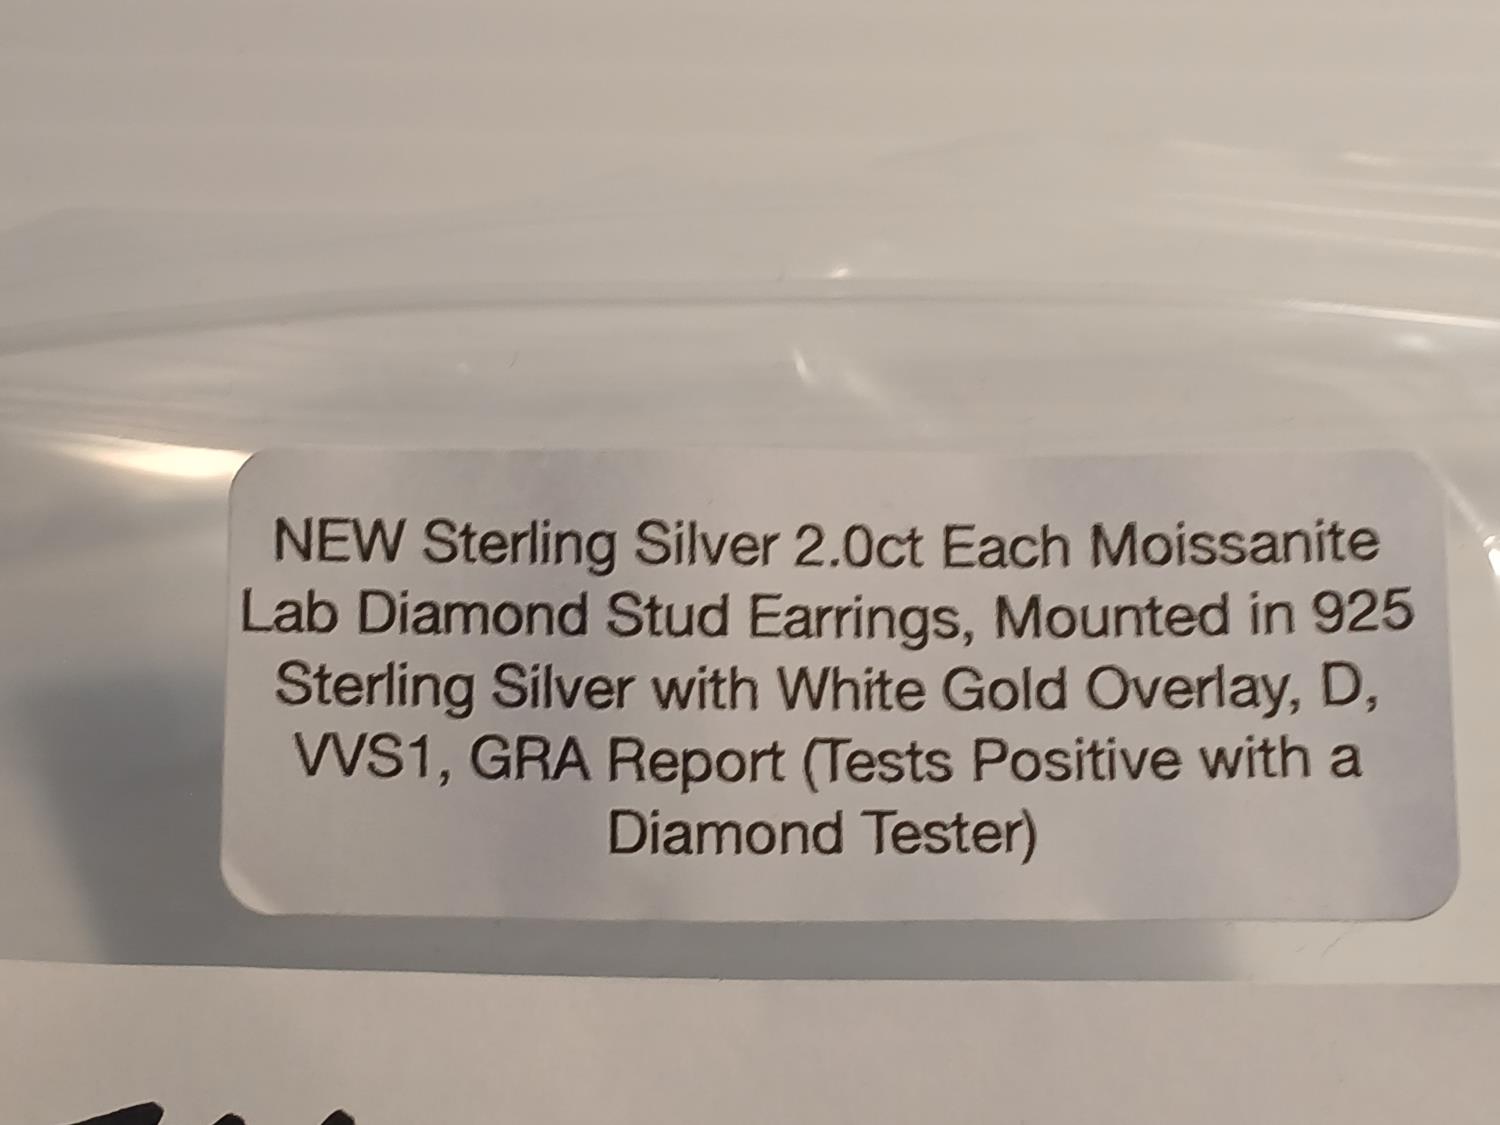 NEW Sterling Silver 2.0ct Each Moissanite
Lab Diamond Stud Earrings, Mounted in 925
Sterling Silver with White Gold Overlay, D,
VVS1, GRA Report (Tests Positive with a
Diamond Tester)